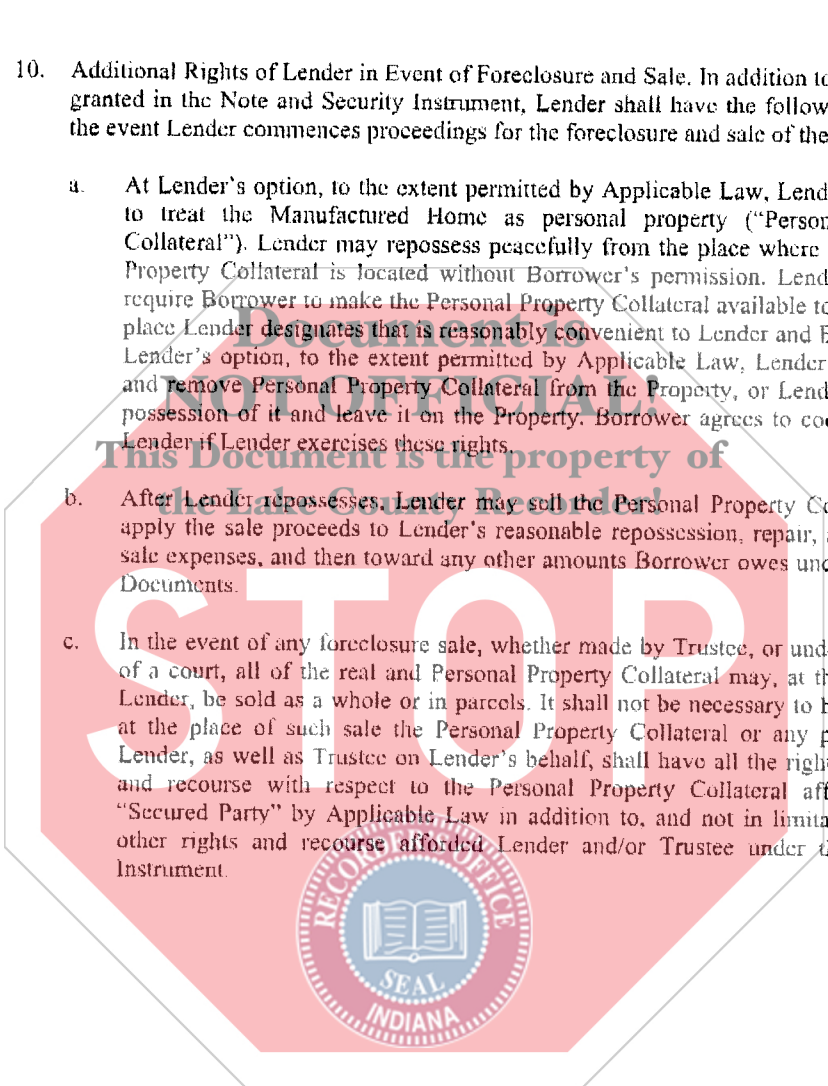 10. Additional Rights of Lender in Event of Foreclosure and Sale. In addition to
granted in the Note and Security Instrument, Lender shall have the follow
the event Lender commences proceedings for the foreclosure and sale of the
a. At Lender's option, to the extent permitted by Applicable Law, Lend
to treat the Manufactured Home as personal property ("Person
Collateral"). Lender may repossess peacefully from the place where
Property Collateral is located without Borrower's permission. Lend
require Borrower to make the Personal Property Collateral available to
Document is
place Lender designates that is reasonably convenient to Lender and B
Lender's option, to the extent permitted by Applicable Law, Lender
NOT OFFICIAL!
and remove Personal Property Collateral from the Property, or Lend
possession of it and leave it on the Property. Borrower agrees to coo
Lender if Lender exercises these rights.
This Document is the property of
the Lake County Recorder!
b. After Lender repossesses, Lender may sell the Personal Property Co
apply the sale proceeds to Lender's reasonable repossession, repair,
sale expenses, and then toward any other amounts Borrower owes und
Documents.
STOP
c. In the event of any foreclosure sale, whether made by Trustee, or und
of a court, all of the real and Personal Property Collateral may, at th
Lender, be sold as a whole or in parcels. It shall not be necessary to h
at the place of such sale the Personal Property Collateral or any p
Lender, as well as Trustee on Lender's behalf, shall have all the right
and recourse with respect to the Personal Property Collateral aff
"Secured Party" by Applicable Law in addition to, and not in limita
other rights and recourse afforded Lender and/or Trustee under t
Instrument.
RECORDER'S OFFICE
SEAL
INDIANA